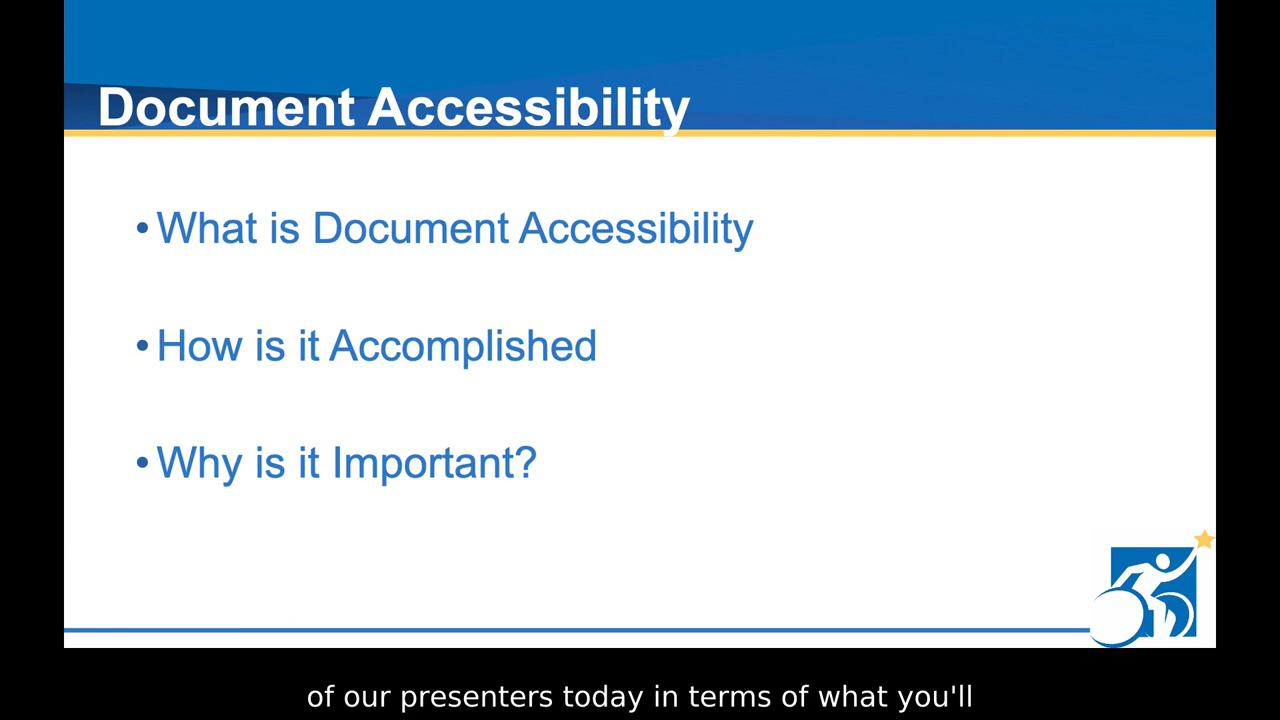 Document Accessibility
• What is Document Accessibility
• How is it Accomplished
• Why is it Important?
of our presenters today in terms of what you'll